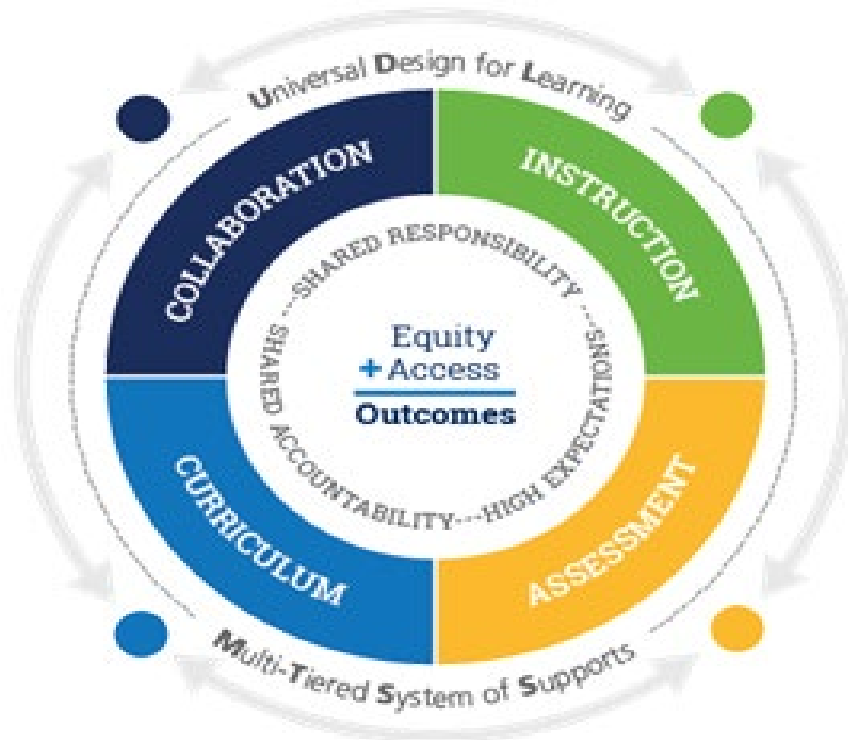 Universal Design for Learning
COLLABORATION
INSTRUCTION
---SHARED RESPONSIBILITY ---
Equity
+ Access
Outcomes
SHARED ACCOUNTABILITY---HIGH EXPECTATIONS
CURRICULUM
ASSESSMENT
Multi-Tiered System of Supports